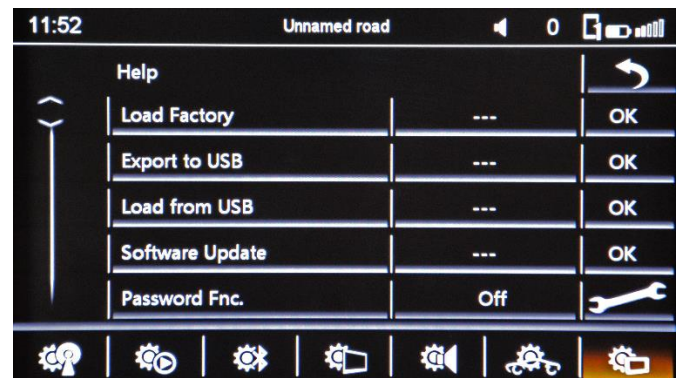 11:52 Unnamed road 0
Help
Load Factory --- OK
Export to USB --- OK
Load from USB --- OK
Software Update --- OK
Password Fnc. Off